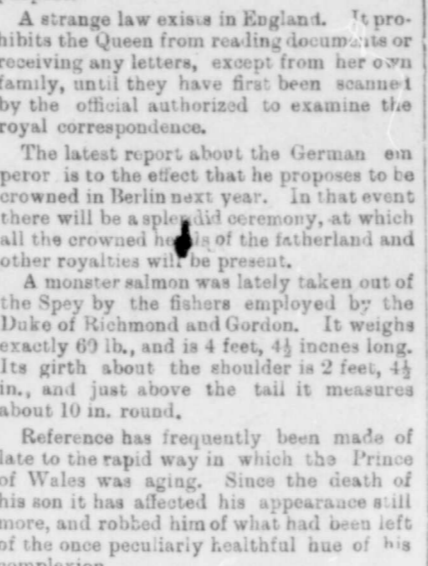 A strange law exists in England. It pro-
hibits the Queen from reading documents or
receiving any letters, except from her own
family, until they have first been scanned
by the official authorized to examine the
royal correspondence.
The latest report about the German em
peror is to the effect that he proposes to be
crowned in Berlin next year. In that event
there will be a splendid ceremony, at which
all the crowned heads of the fatherland and
other royalties will be present.
A monster salmon was lately taken out of
the Spey by the fishers employed by the
Duke of Richmond and Gordon. It weighs
exactly 60 lb., and is 4 feet, 4½ incnes long.
Its girth about the shoulder is 2 feet, 4½
in., and just above the tail it measures
about 10 in. round.
Reference has frequently been made of
late to the rapid way in which the Prince
of Wales was aging. Since the death of
his son it has affected his appearance still
more, and robbed him of what had been left
of the once peculiariy healthful hue of his
complexion